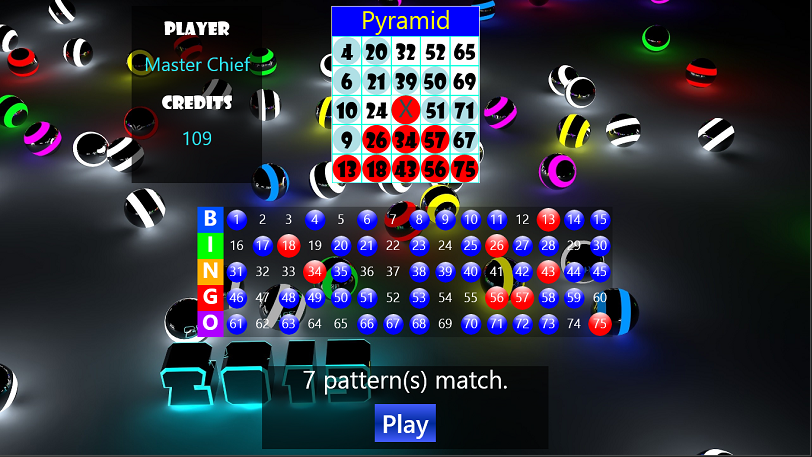 PLAYER
Master Chief
CREDITS
109
Pyramid
4 20 32 52 65
6 21 39 50 69
10 24 X 51 71
9 26 34 57 67
13 18 43 56 75
B 1 2 3 4 5 6 7 8 9 10 11 12 13 14 15
I 16 17 18 19 20 21 22 23 24 25 26 27 28 29 30
N 31 32 33 34 35 36 37 38 39 40 41 42 43 44 45
G 46 47 48 49 50 51 52 53 54 55 56 57 58 59 60
O 61 62 63 64 65 66 67 68 69 70 71 72 73 74 75
7 pattern(s) match.
Play